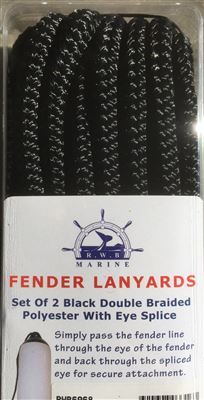 R.W.B
MARINE
FENDER LANYARDS
Set Of 2 Black Double Braided
Polyester With Eye Splice
Simply pass the fender line
through the eye of the fender
and back through the spliced
eye for secure attachment.